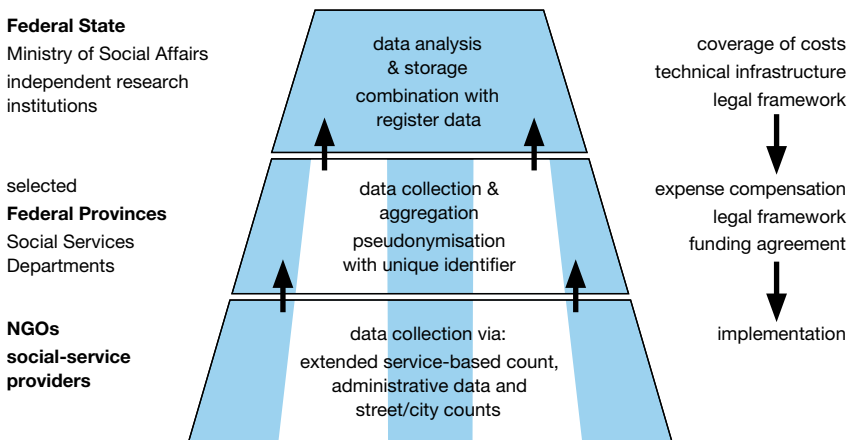 Federal State
Ministry of Social Affairs
independent research
institutions
data analysis
& storage
combination with
register data
coverage of costs
technical infrastructure
legal framework
selected
Federal Provinces
Social Services
Departments
data collection &
aggregation
pseudonymisation
with unique identifier
expense compensation
legal framework
funding agreement
NGOs
social-service
providers
data collection via:
extended service-based count,
administrative data and
street/city counts
implementation